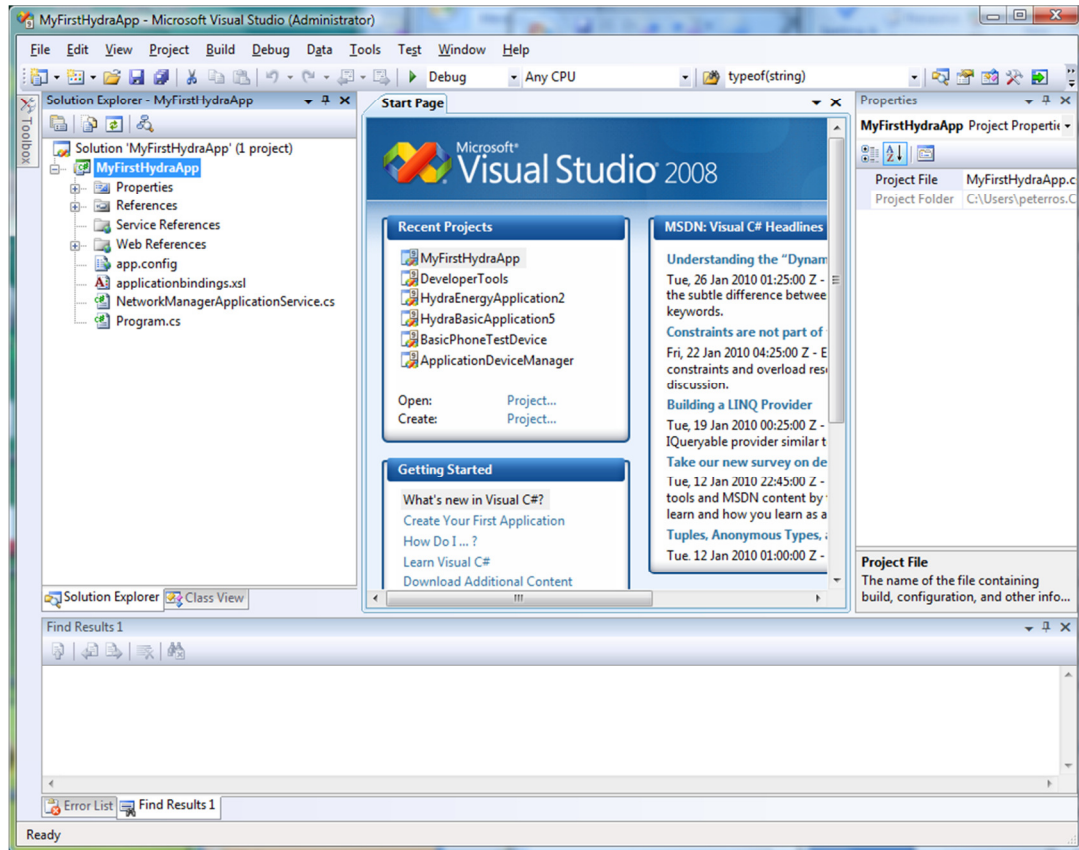 MyFirstHydraApp - Microsoft Visual Studio (Administrator)
File Edit View Project Build Debug Data Tools Test Window Help
Debug Any CPU typeof(string)
Toolbox
Solution Explorer - MyFirstHydraApp
Solution 'MyFirstHydraApp' (1 project)
MyFirstHydraApp
Properties
References
Service References
Web References
app.config
applicationbindings.xsl
NetworkManagerApplicationService.cs
Program.cs
Solution Explorer Class View
Start Page
Microsoft®
Visual Studio® 2008
Recent Projects
MyFirstHydraApp
DeveloperTools
HydraEnergyApplication2
HydraBasicApplication5
BasicPhoneTestDevice
ApplicationDeviceManager
Open: Project...
Create: Project...
Getting Started
What's new in Visual C#?
Create Your First Application
How Do I ... ?
Learn Visual C#
Download Additional Content
MSDN: Visual C# Headlines
Understanding the "Dynam
Tue, 26 Jan 2010 01:25:00 Z -
the subtle difference betwee
keywords.
Constraints are not part of
Fri, 22 Jan 2010 04:25:00 Z - E
constraints and overload res
discussion.
Building a LINQ Provider
Tue, 19 Jan 2010 00:25:00 Z -
IQueryable provider similar t
Take our new survey on de
Tue, 12 Jan 2010 22:45:00 Z -
tools and MSDN content by
learn and how you learn as a
Tuples, Anonymous Types,
Tue, 12 Jan 2010 01:00:00 Z -
Properties
MyFirstHydraApp Project Propertie
Project File MyFirstHydraApp.c
Project Folder C:\Users\peterros.C
Project File
The name of the file containing
build, configuration, and other info...
Find Results 1
Error List Find Results 1
Ready